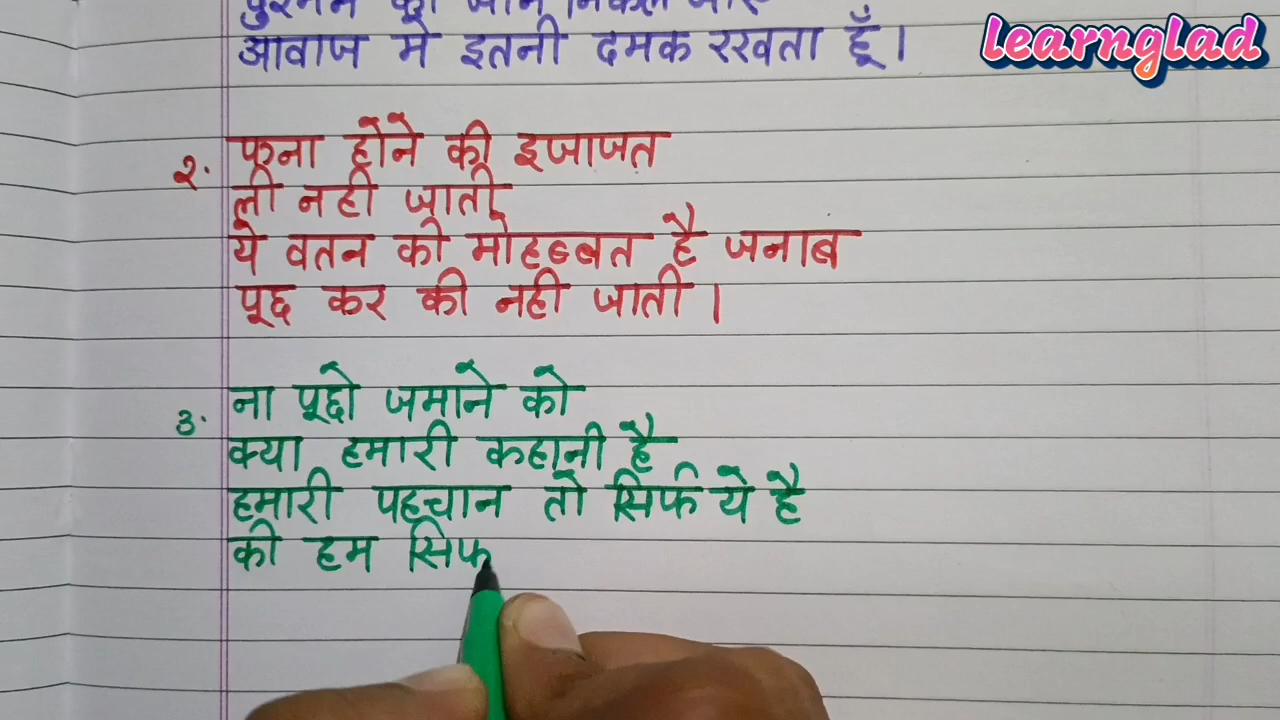 learnglad
आवाज मे इतनी दमक रखता हूँ।
२. फना होने की इजाजत
ली नही जाती
ये वतन की मोहब्बत है जनाब
पूछ कर की नही जाती।
३. ना पूछो जमाने को
क्या हमारी कहानी है
हमारी पहचान तो सिर्फ ये है
की हम सिफ